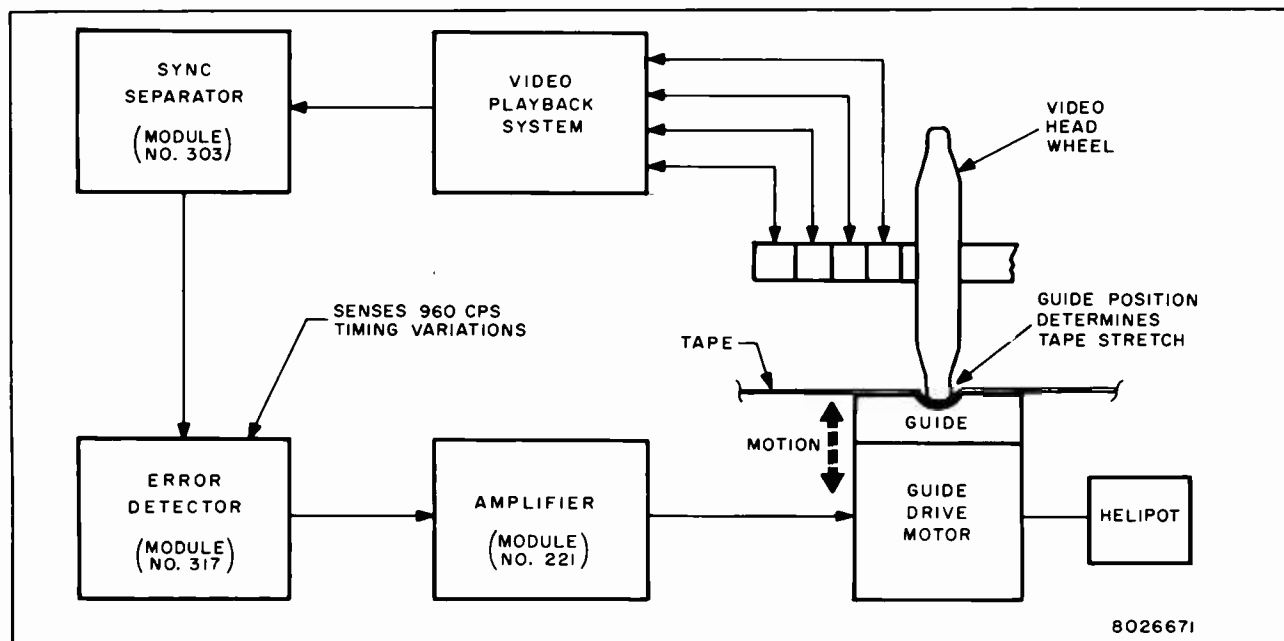 SYNC
SEPARATOR
(MODULE
NO. 303)
VIDEO
PLAYBACK
SYSTEM
VIDEO
HEAD
WHEEL
SENSES 960 CPS
TIMING VARIATIONS
TAPE
GUIDE POSITION
DETERMINES
TAPE STRETCH
ERROR
DETECTOR
(MODULE
NO. 317)
AMPLIFIER
(MODULE
NO. 221)
MOTION
GUIDE
GUIDE
DRIVE
MOTOR
HELIPOT
8026671